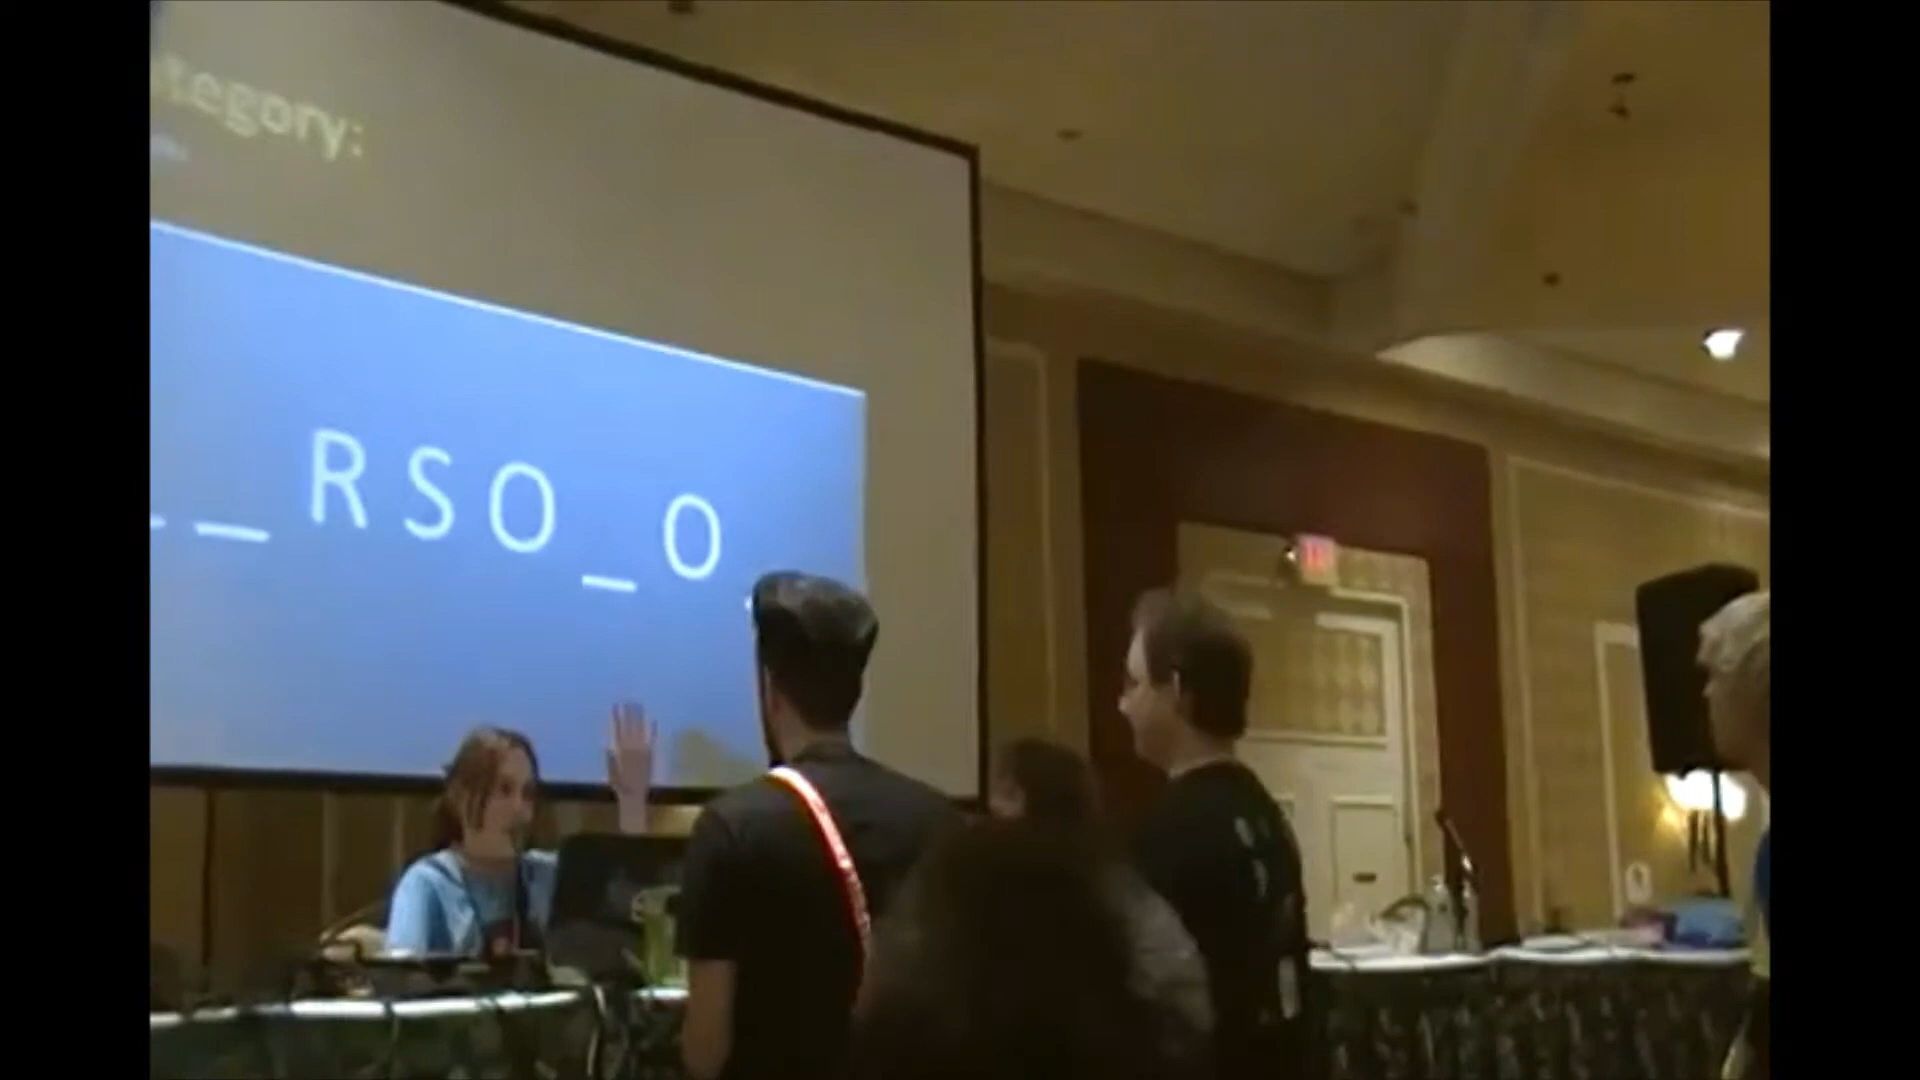 tegory:
_ _ R S O _ O _